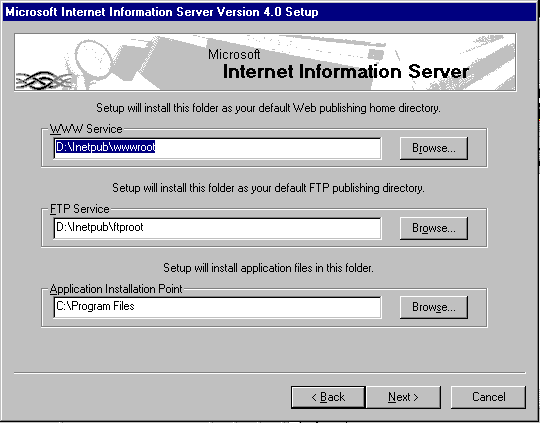 Microsoft Internet Information Server Version 4.0 Setup
Microsoft
Internet Information Server
Setup will install this folder as your default Web publishing home directory.
WWW Service
D:\Inetpub\wwwroot
Browse...
Setup will install this folder as your default FTP publishing directory.
FTP Service
D:\Inetpub\ftproot
Browse...
Setup will install application files in this folder.
Application Installation Point
C:\Program Files
Browse...
< Back
Next >
Cancel